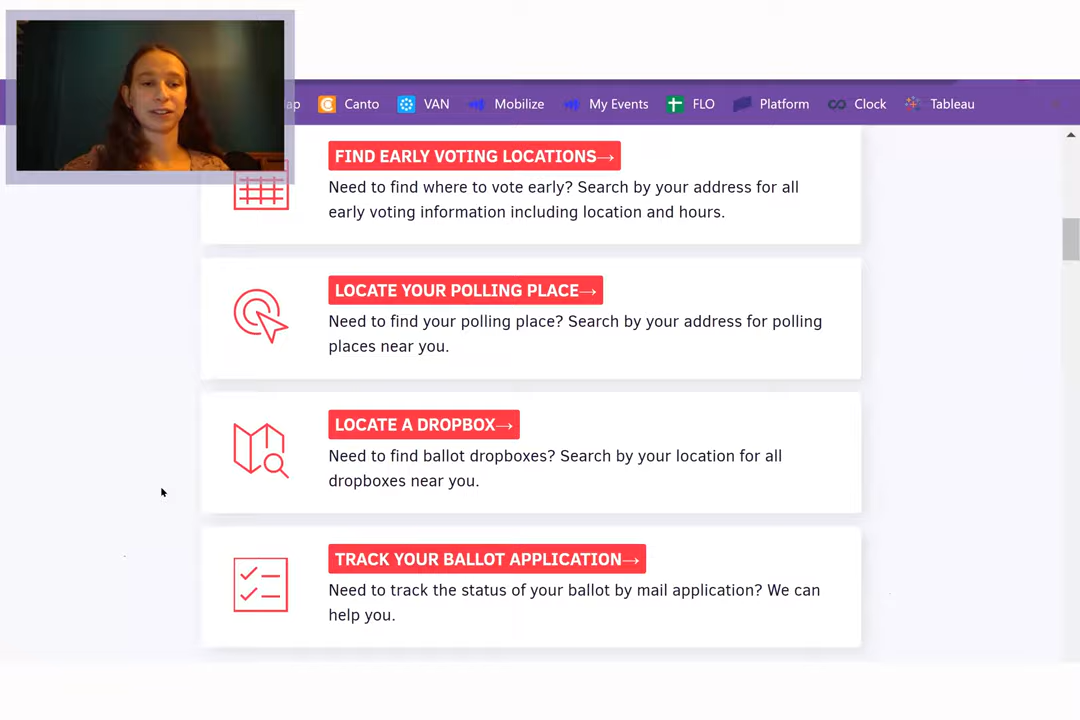 ap Canto VAN Mobilize My Events FLO Platform Clock Tableau
FIND EARLY VOTING LOCATIONS→
Need to find where to vote early? Search by your address for all
early voting information including location and hours.
LOCATE YOUR POLLING PLACE→
Need to find your polling place? Search by your address for polling
places near you.
LOCATE A DROPBOX→
Need to find ballot dropboxes? Search by your location for all
dropboxes near you.
TRACK YOUR BALLOT APPLICATION→
Need to track the status of your ballot by mail application? We can
help you.